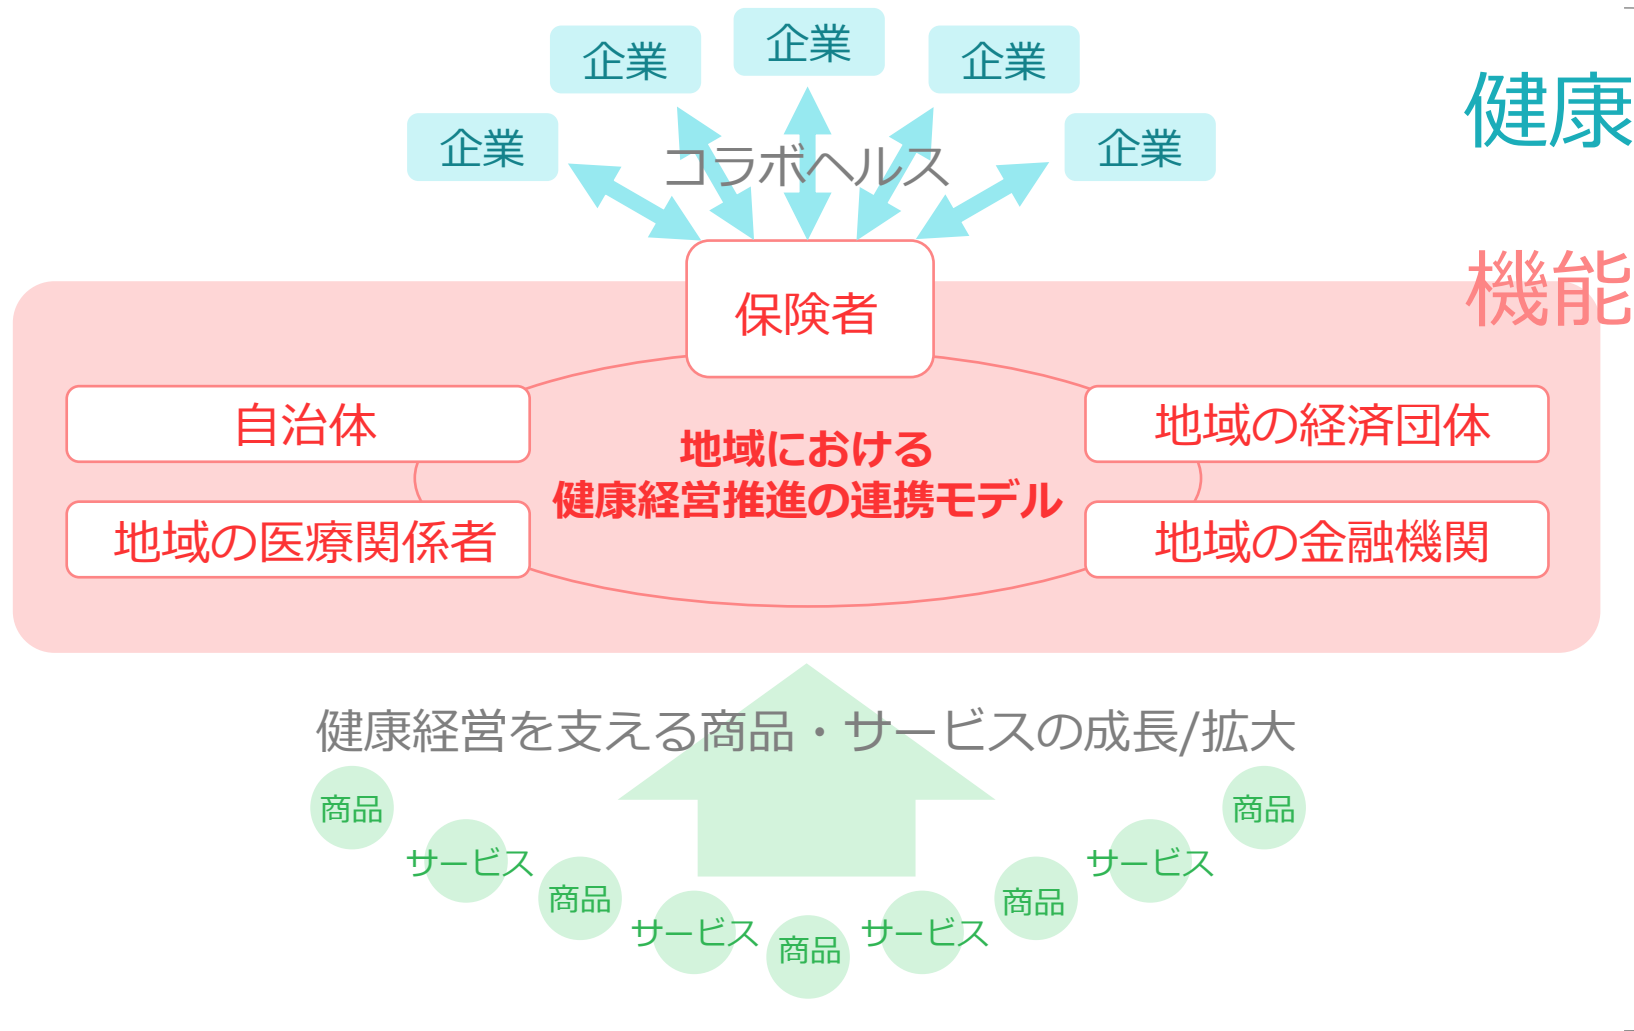 企業
企業
企業
企業
企業
健康
コラボヘルス
機能
保険者
自治体
地域の経済団体
地域における
健康経営推進の連携モデル
地域の医療関係者
地域の金融機関
健康経営を支える商品・サービスの成長/拡大
商品
サービス
商品
サービス
商品
サービス
商品
サービス
商品